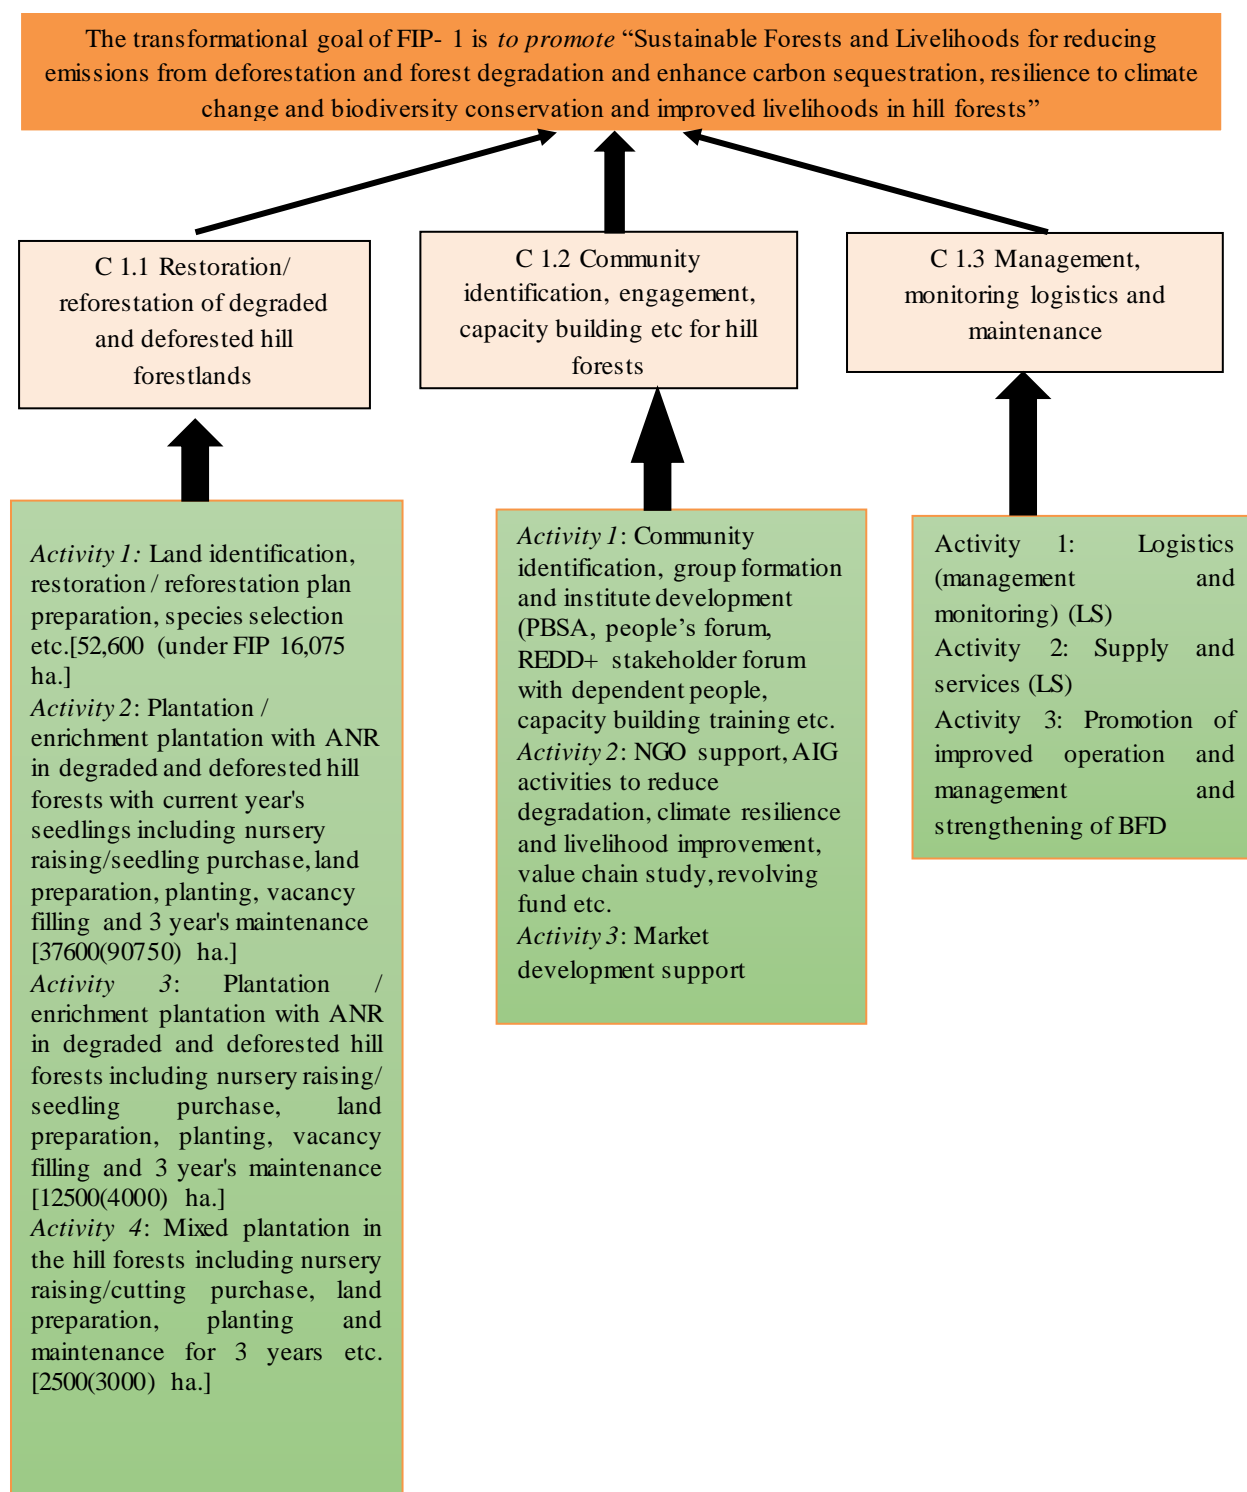 The transformational goal of FIP- 1 is to promote “Sustainable Forests and Livelihoods for reducing
emissions from deforestation and forest degradation and enhance carbon sequestration, resilience to climate
change and biodiversity conservation and improved livelihoods in hill forests”
C 1.1 Restoration/
reforestation of degraded
and deforested hill
forestlands
C 1.2 Community
identification, engagement,
capacity building etc for hill
forests
C 1.3 Management,
monitoring logistics and
maintenance
Activity 1: Land identification,
restoration / reforestation plan
preparation, species selection
etc.[52,600 (under FIP 16,075
ha.]
Activity 2: Plantation /
enrichment plantation with ANR
in degraded and deforested hill
forests with current year's
seedlings including nursery
raising/seedling purchase, land
preparation, planting, vacancy
filling and 3 year's maintenance
[37600(90750) ha.]
Activity 3: Plantation /
enrichment plantation with ANR
in degraded and deforested hill
forests including nursery raising/
seedling purchase, land
preparation, planting, vacancy
filling and 3 year's maintenance
[12500(4000) ha.]
Activity 4: Mixed plantation in
the hill forests including nursery
raising/cutting purchase, land
preparation, planting and
maintenance for 3 years etc.
[2500(3000) ha.]
Activity 1: Community
identification, group formation
and institute development
(PBSA, people’s forum,
REDD+ stakeholder forum
with dependent people,
capacity building training etc.
Activity 2: NGO support, AIG
activities to reduce
degradation, climate resilience
and livelihood improvement,
value chain study, revolving
fund etc.
Activity 3: Market
development support
Activity 1: Logistics
(management and
monitoring) (LS)
Activity 2: Supply and
services (LS)
Activity 3: Promotion of
improved operation and
management and
strengthening of BFD